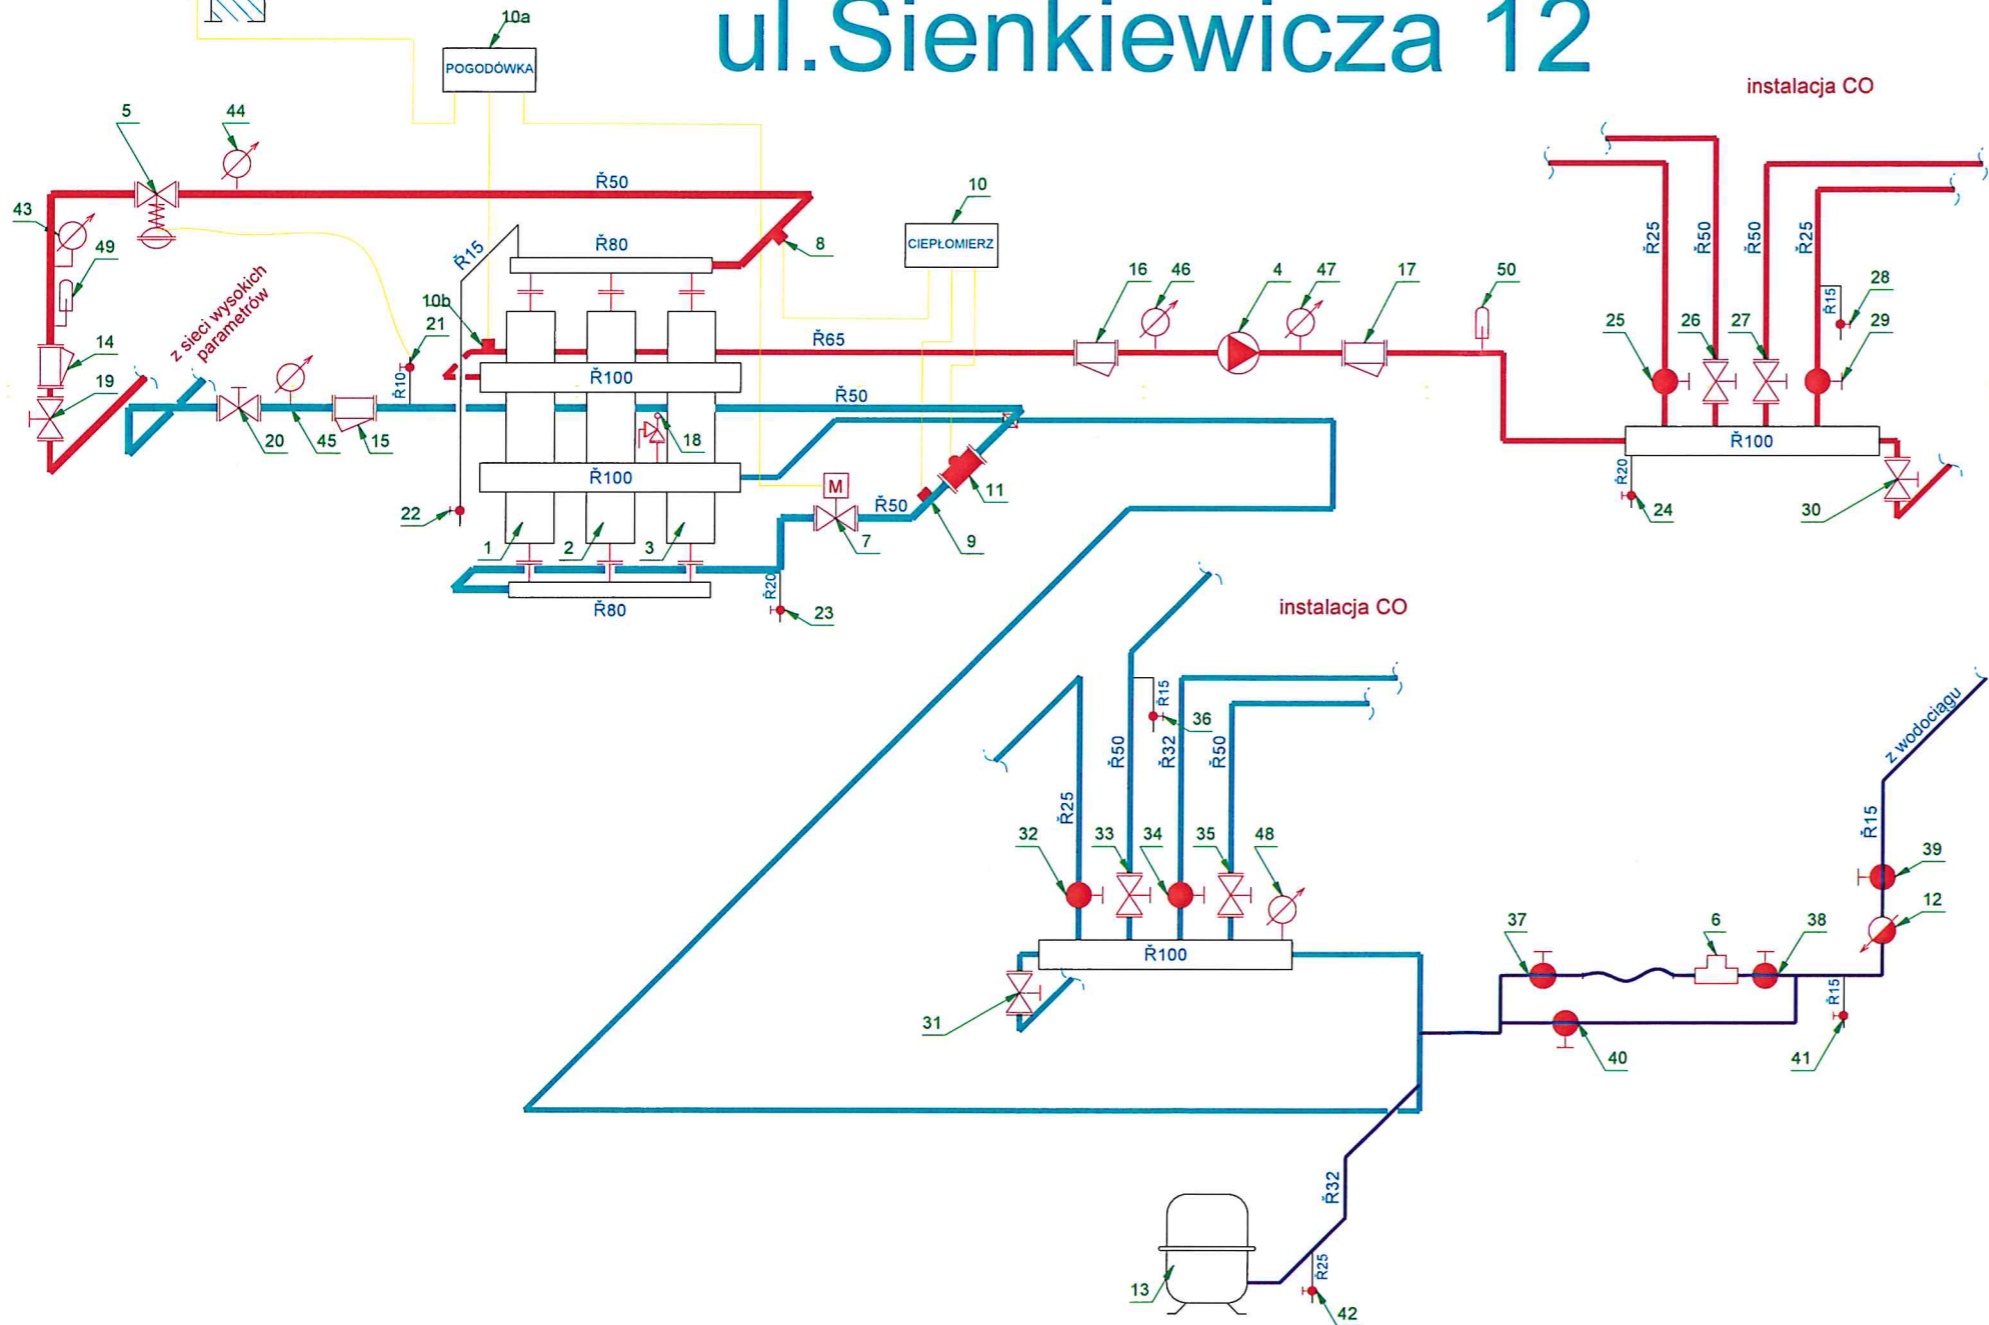 ul.Sienkiewicza 12
10a
POGODÓWKA
instalacja CO
5
44
Ř50
43
49
Ř15
Ř80
8
10
CIEPŁOMIERZ
z sieci wysokich
parametrów
10b
21
Ř65
16
46
4
47
17
50
Ř25
Ř50
Ř50
Ř25
Ř15
28
25
26
27
29
14
19
Ř10
Ř100
Ř50
20
45
15
18
Ř100
Ř100
Ř20
24
30
22
M
Ř50
11
1
2
3
7
9
Ř80
Ř20
23
instalacja CO
Ř15
36
Ř25
Ř50
Ř32
Ř50
z wodociągu
Ř15
32
33
34
35
48
39
12
Ř100
37
6
38
Ř15
31
40
41
Ř32
13
Ř25
42